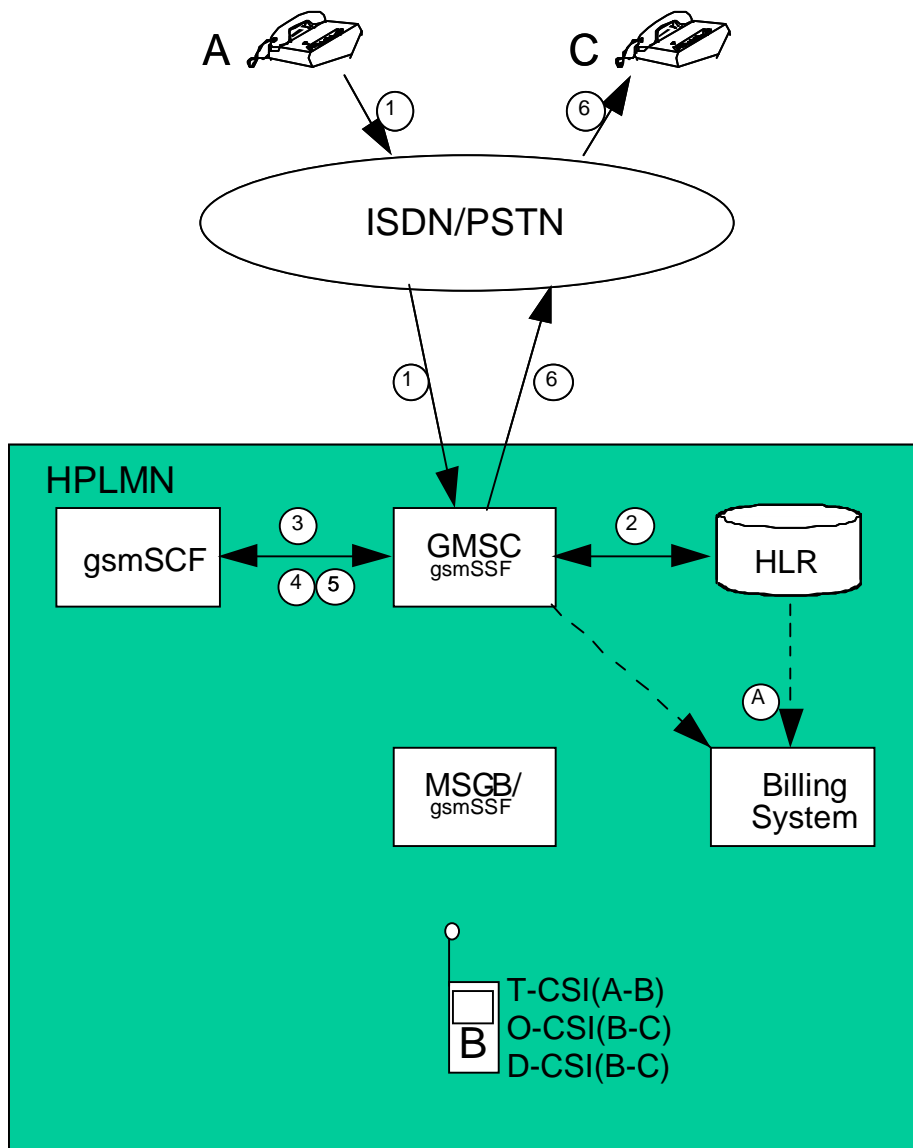 A
C
1
6
ISDN/PSTN
1
6
HPLMN
gsmSCF
3
4
5
GMSC
gsmSSF
2
HLR
A
MSCB/
gsmSSF
Billing
System
B
T-CSI(A-B)
O-CSI(B-C)
D-CSI(B-C)